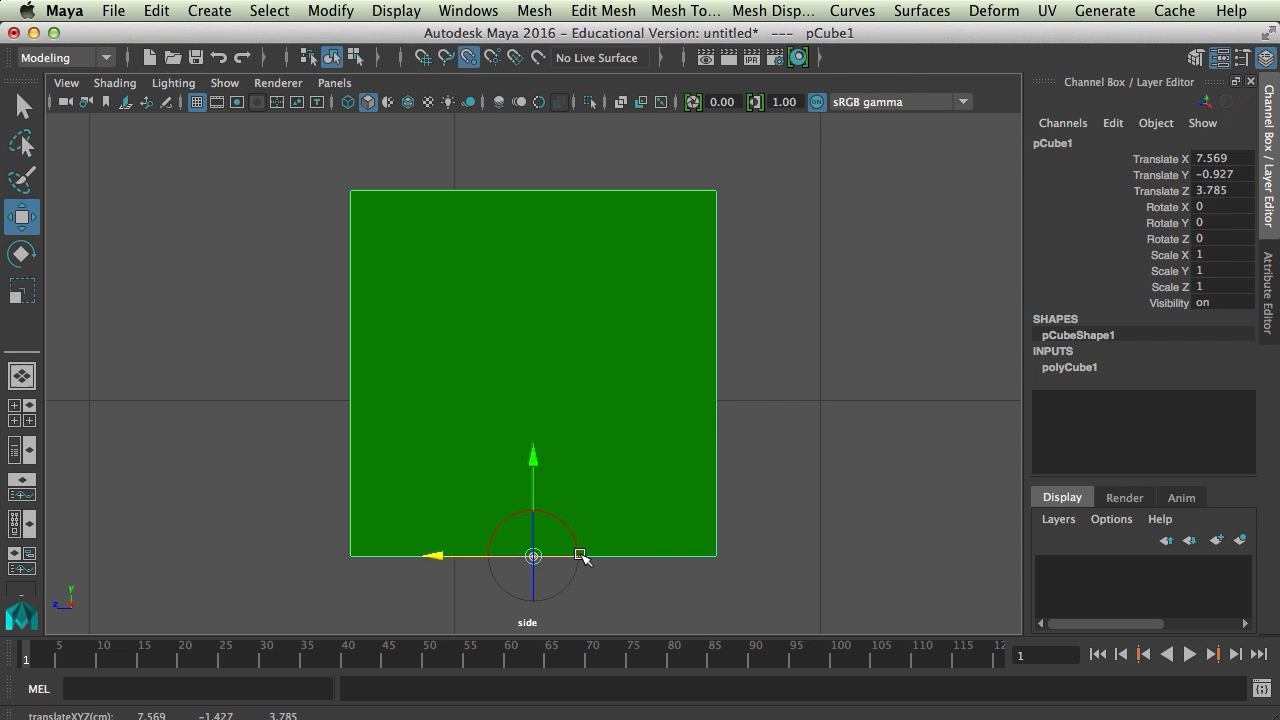 Maya File Edit Create Select Modify Display Windows Mesh Edit Mesh Mesh To... Mesh Disp... Curves Surfaces Deform UV Generate Cache Help
Autodesk Maya 2016 - Educational Version: untitled* --- pCube1
Modeling No Live Surface
View Shading Lighting Show Renderer Panels
0.00 1.00 sRGB gamma
Channel Box / Layer Editor
Channels Edit Object Show
pCube1
Translate X 7.569
Translate Y -0.927
Translate Z 3.785
Rotate X 0
Rotate Y 0
Rotate Z 0
Scale X 1
Scale Y 1
Scale Z 1
Visibility on
SHAPES
pCubeShape1
INPUTS
polyCube1
Channel Box / Layer Editor
Attribute Editor
Display Render Anim
Layers Options Help
y
z
side
5 10 15 20 25 30 35 40 45 50 55 60 65 70 75 80 85 90 95 100 105 110 115 12
1
1
MEL
translateXYZ(cm): 7.569 -1.427 3.785